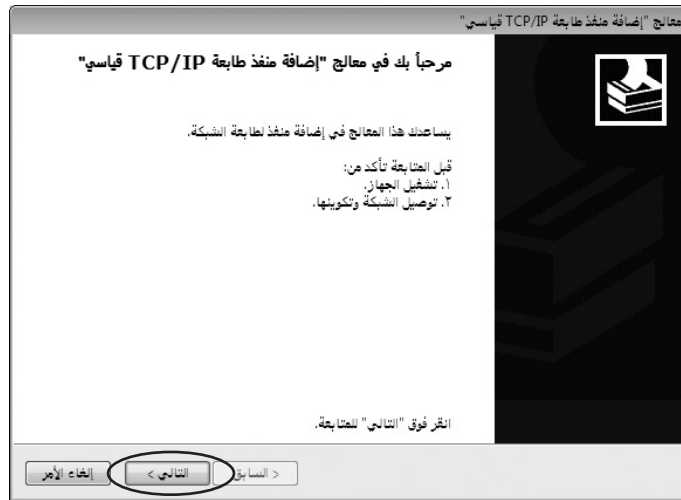 معالج "إضافة منفذ طابعة TCP/IP قياسي"
مرحباً بك في معالج "إضافة منفذ طابعة TCP/IP قياسي"
يساعدك هذا المعالج في إضافة منفذ لطابعة الشبكة.
قبل المتابعة تأكد من:
١. تشغيل الجهاز.
٢. توصيل الشبكة وتكوينها.
انقر فوق "التالي" للمتابعة.
< السابق
التالي >
إلغاء الأمر